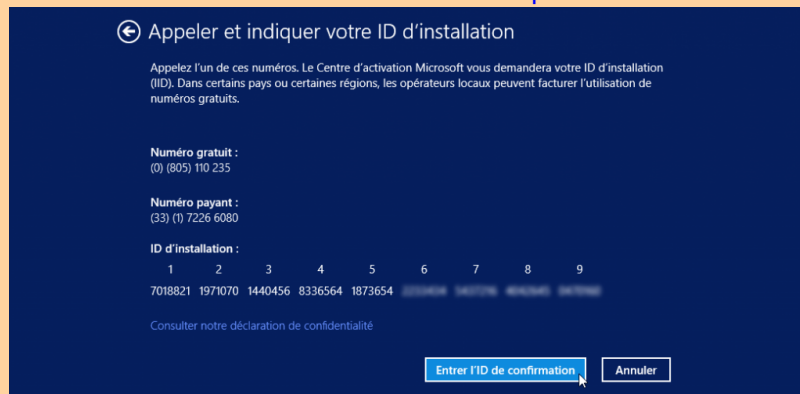 Appeler et indiquer votre ID d'installation
Appelez l'un de ces numéros. Le Centre d'activation Microsoft vous demandera votre ID d'installation
(IID). Dans certains pays ou certaines régions, les opérateurs locaux peuvent facturer l'utilisation de
numéros gratuits.
Numéro gratuit :
(0) (805) 110 235
Numéro payant :
(33) (1) 7226 6080
ID d'installation :
1 2 3 4 5 6 7 8 9
7018821 1971070 1440456 8336564 1873654
Consulter notre déclaration de confidentialité
Entrer l'ID de confirmation Annuler